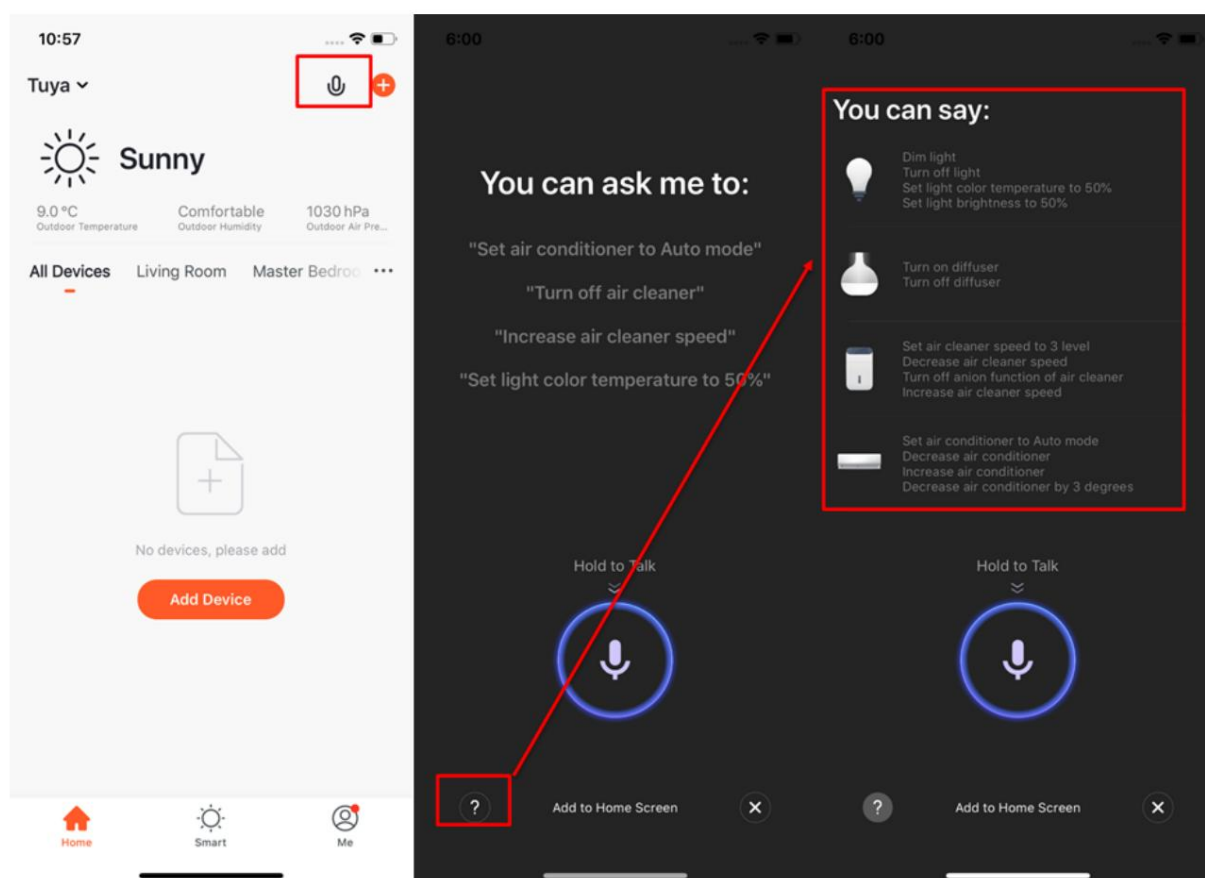 10:57
Tuya
Sunny
9.0 °C
Outdoor Temperature
Comfortable
Outdoor Humidity
1030 hPa
Outdoor Air Pre...
All Devices
Living Room
Master Bedroo
No devices, please add
Add Device
Home
Smart
Me
6:00
You can ask me to:
"Set air conditioner to Auto mode"
"Turn off air cleaner"
"Increase air cleaner speed"
"Set light color temperature to 50%"
Hold to Talk
?
Add to Home Screen
6:00
You can say:
Dim light
Turn off light
Set light color temperature to 50%
Set light brightness to 50%
Turn on diffuser
Turn off diffuser
Set air cleaner speed to 3 level
Decrease air cleaner speed
Turn off anion function of air cleaner
Increase air cleaner speed
Set air conditioner to Auto mode
Decrease air conditioner
Increase air conditioner
Decrease air conditioner by 3 degrees
Hold to Talk
?
Add to Home Screen